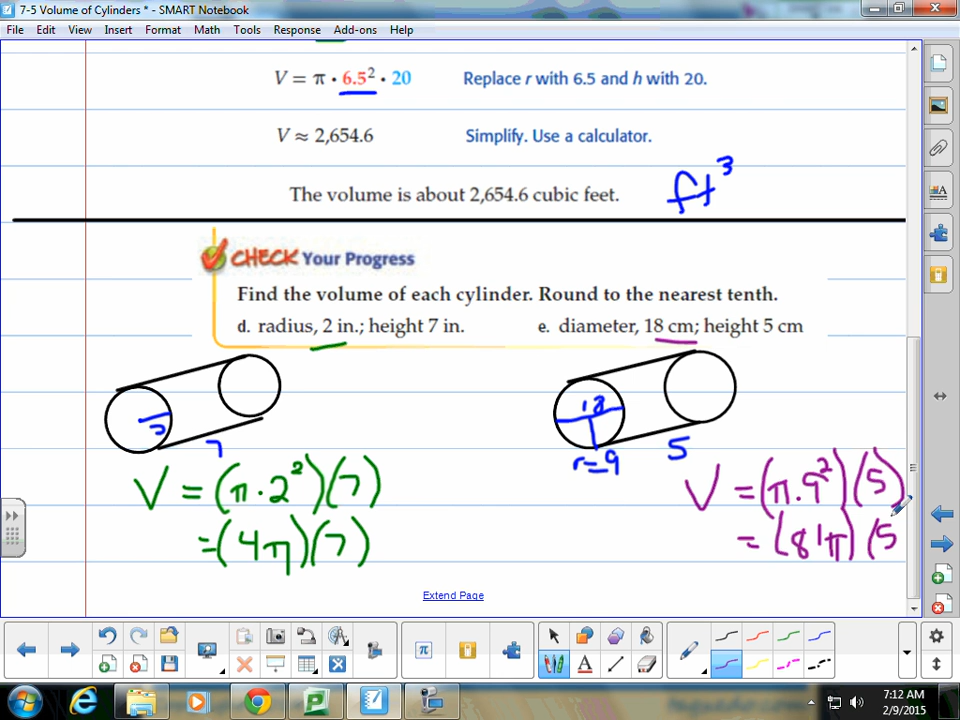 7-5 Volume of Cylinders * - SMART Notebook
File Edit View Insert Format Math Tools Response Add-ons Help
V = π · 6.5² · 20 Replace r with 6.5 and h with 20.
V ≈ 2,654.6 Simplify. Use a calculator.
The volume is about 2,654.6 cubic feet. ft³
CHECK Your Progress
Find the volume of each cylinder. Round to the nearest tenth.
d. radius, 2 in.; height 7 in. e. diameter, 18 cm; height 5 cm
2 18
7 r=9 5
V = (π·2²)(7) V = (π·9²)(5)
=(4π)(7) = (81π)(5
Extend Page
7:12 AM
2/9/2015